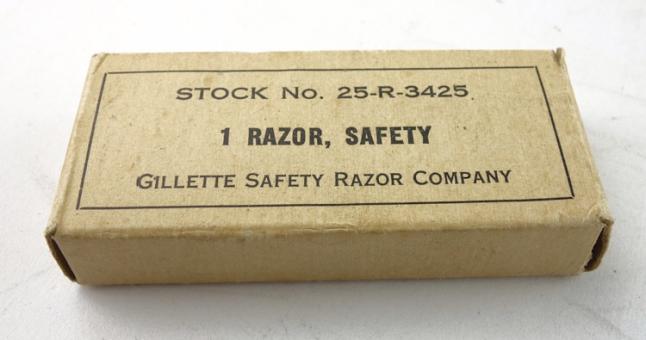 STOCK No. 25-R-3425
1 RAZOR, SAFETY
GILLETTE SAFETY RAZOR COMPANY